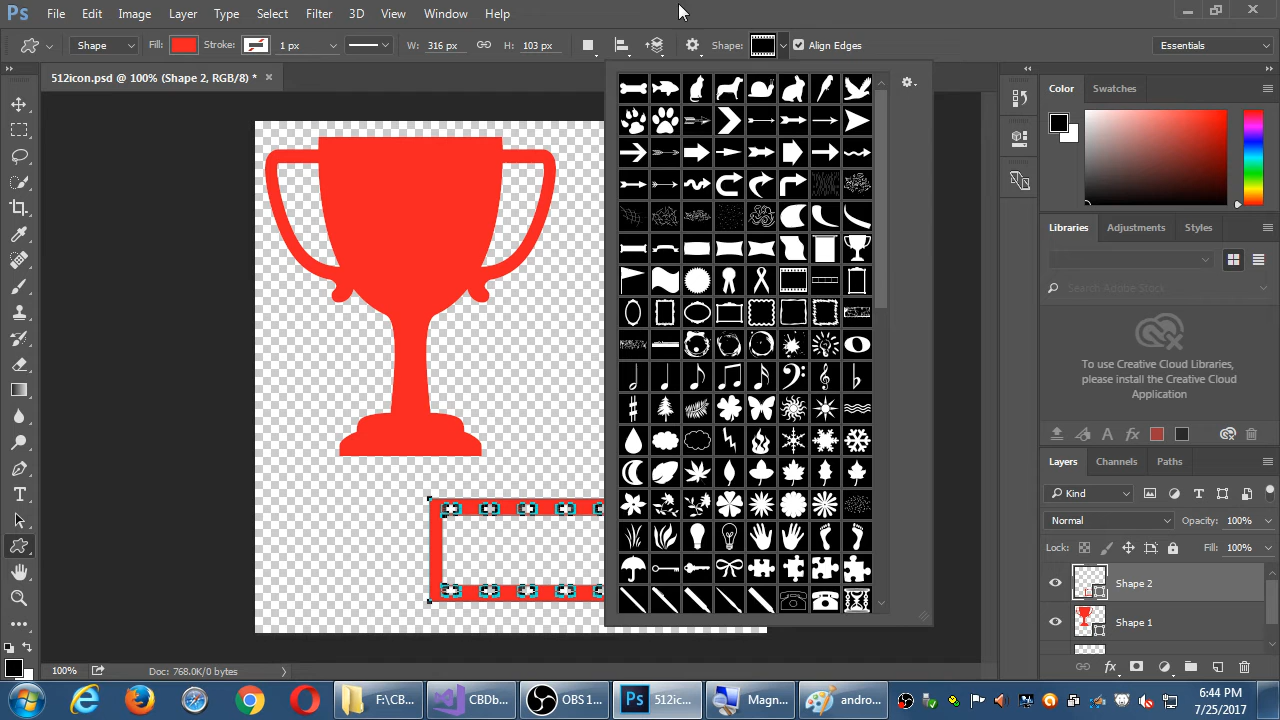 Ps File Edit Image Layer Type Select Filter 3D View Window Help
Shape Fill: Stroke: 1 px W: 316 px H: 103 px Shape: Align Edges Essentials
512icon.psd @ 100% (Shape 2, RGB/8) *
Color Swatches
Libraries Adjustments Styles
Search Adobe Stock
To use Creative Cloud Libraries,
please install the Creative Cloud
Application
Layers Channels Paths
Kind
Normal Opacity: 100%
Lock: Fill: 100%
Shape 2
Shape 1
100% Doc: 768.0K/0 bytes
F:\CB... CBDb... OBS 1... Ps 512ic... Magn... andro...
6:44 PM
7/25/2017